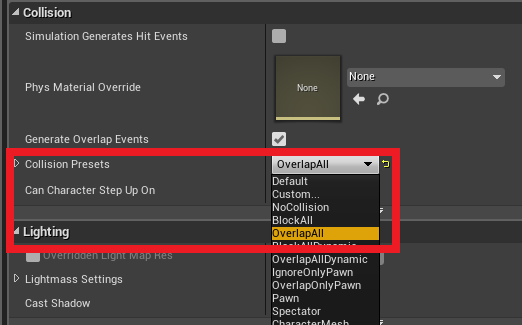 Collision
Simulation Generates Hit Events
Phys Material Override
None
None
Generate Overlap Events
Collision Presets
OverlapAll
Can Character Step Up On
Default
Custom...
NoCollision
BlockAll
OverlapAll
BlockAllDynamic
OverlapAllDynamic
IgnoreOnlyPawn
OverlapOnlyPawn
Pawn
Spectator
CharacterMesh
Lighting
Overridden Light Map Res
Lightmass Settings
Cast Shadow